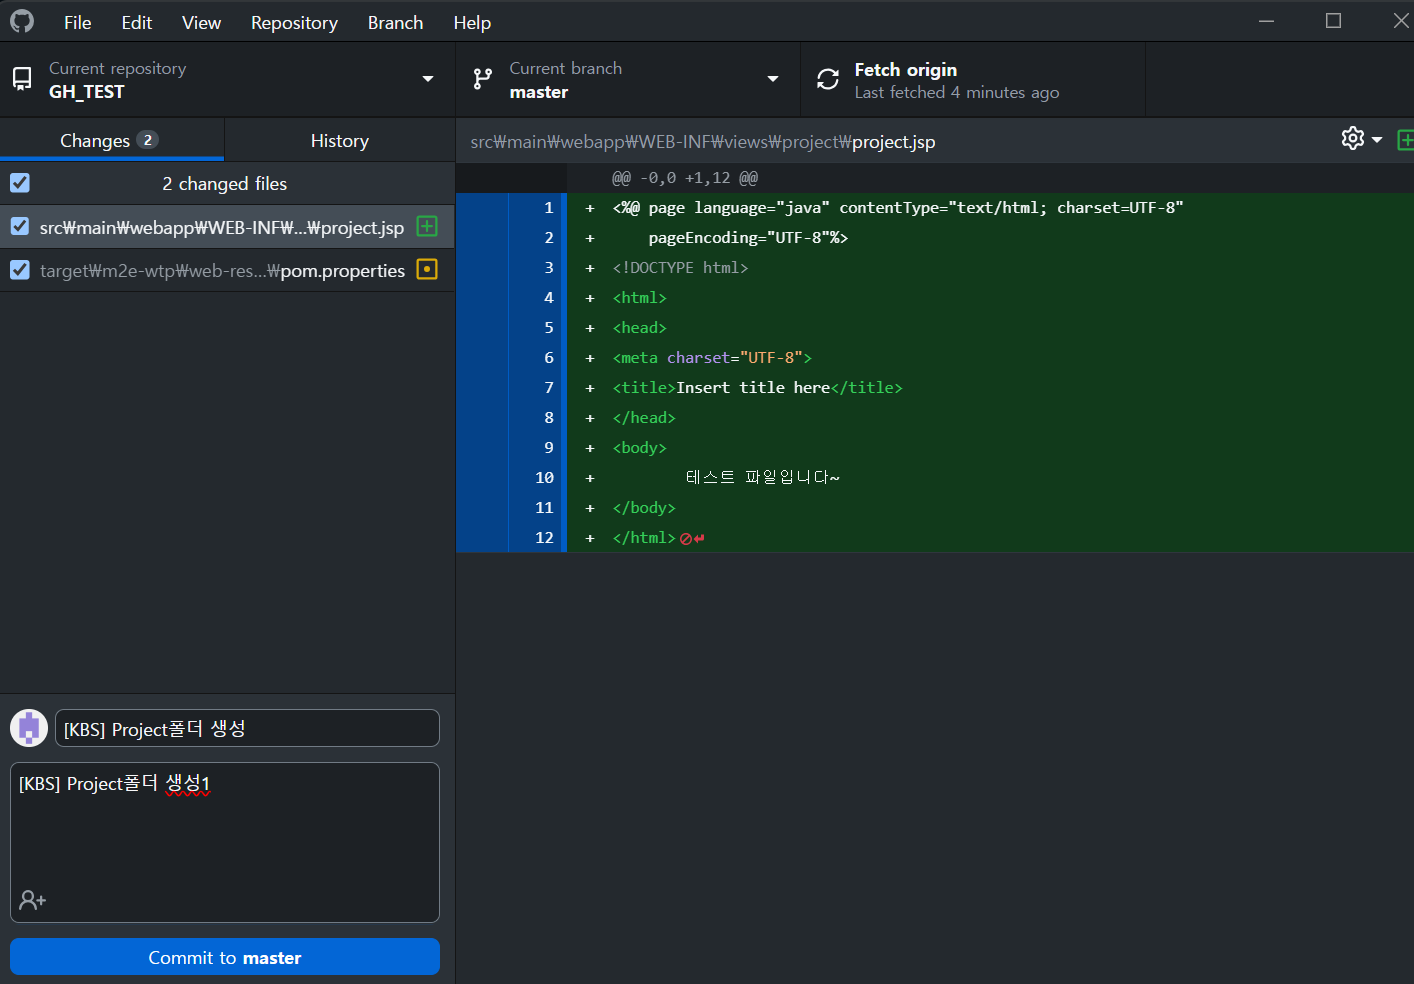 File Edit View Repository Branch Help
Current repository
GH_TEST
Current branch
master
Fetch origin
Last fetched 4 minutes ago
Changes 2
History
src₩main₩webapp₩WEB-INF₩views₩project₩project.jsp
2 changed files
src₩main₩webapp₩WEB-INF₩...₩project.jsp
target₩m2e-wtp₩web-res...₩pom.properties
@@ -0,0 +1,12 @@
1 + <%@ page language="java" contentType="text/html; charset=UTF-8"
2 + pageEncoding="UTF-8"%>
3 + <!DOCTYPE html>
4 + <html>
5 + <head>
6 + <meta charset="UTF-8">
7 + <title>Insert title here</title>
8 + </head>
9 + <body>
10 + 테스트 파일입니다~
11 + </body>
12 + </html>
[KBS] Project폴더 생성
[KBS] Project폴더 생성1
Commit to master